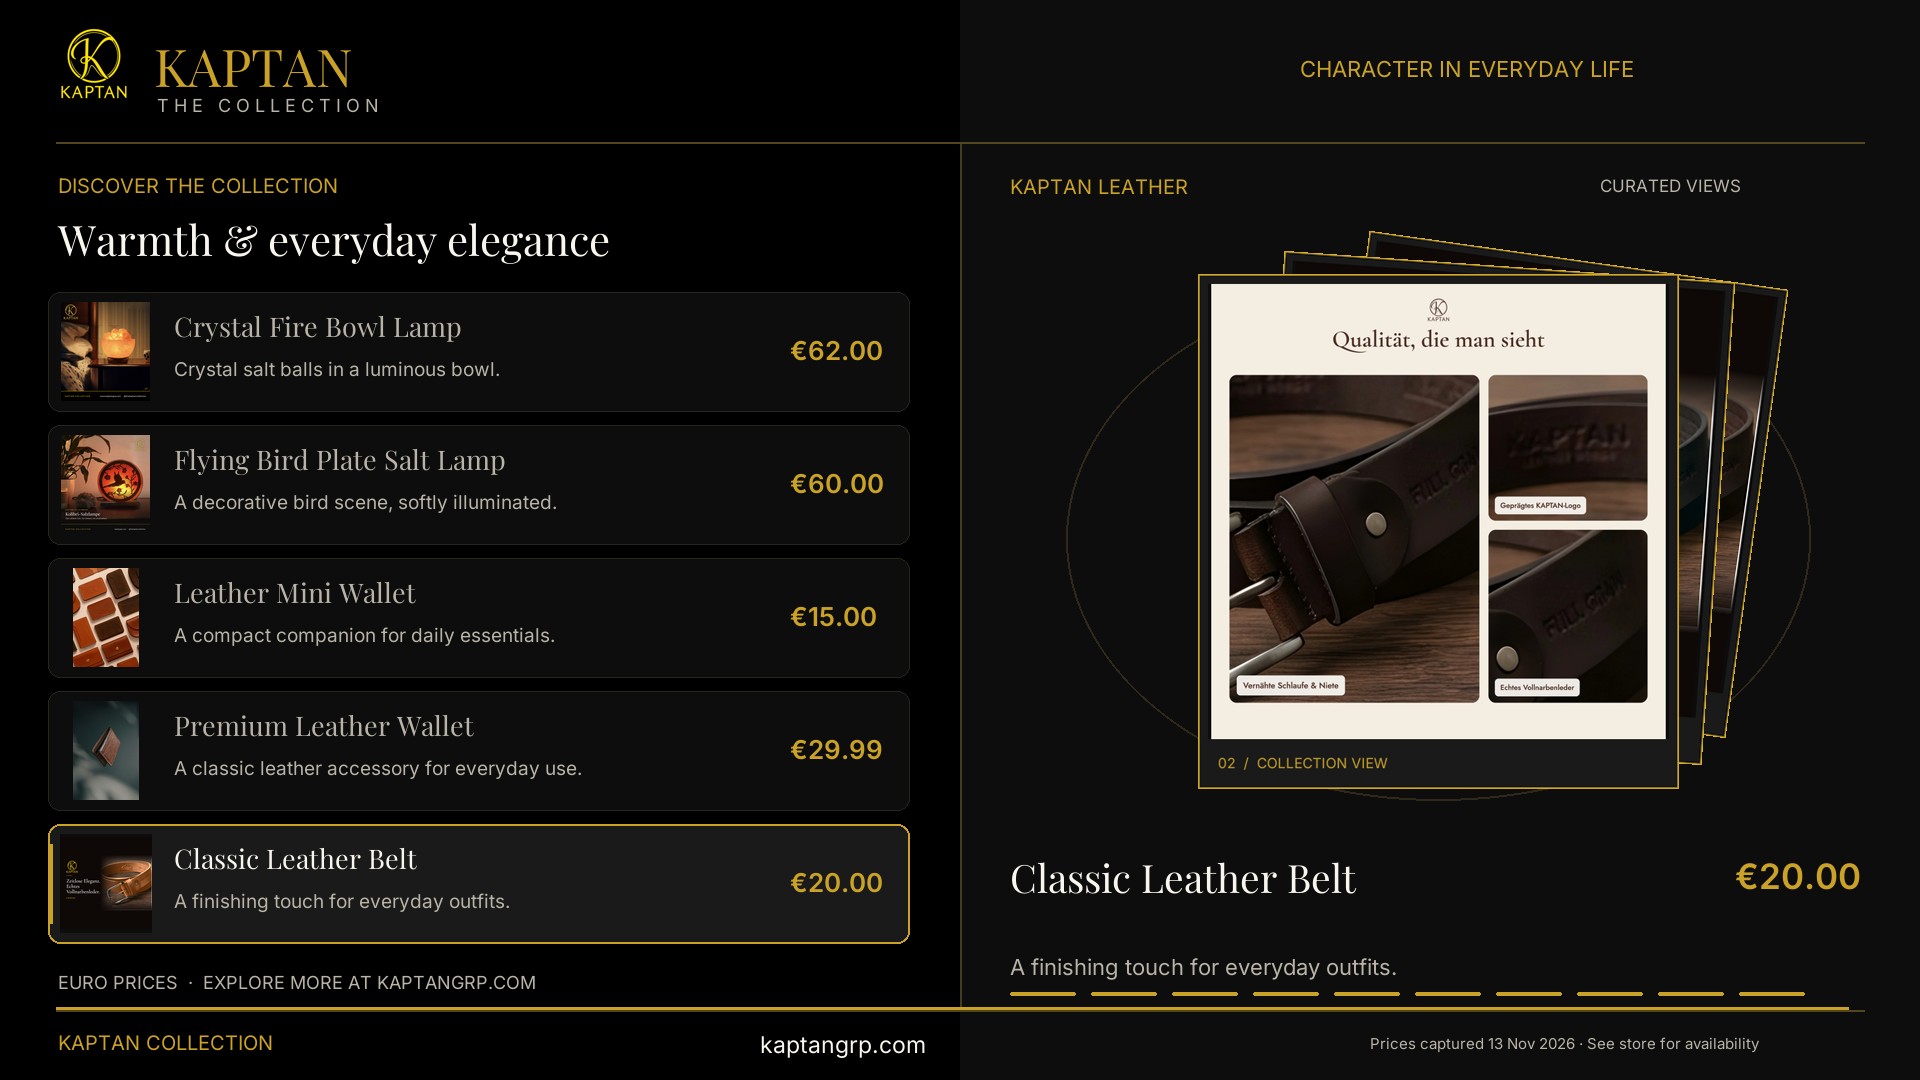 KAPTAN
KAPTAN
THE COLLECTION
CHARACTER IN EVERYDAY LIFE
DISCOVER THE COLLECTION
Warmth & everyday elegance
Crystal Fire Bowl Lamp
Crystal salt balls in a luminous bowl.
€62.00
Flying Bird Plate Salt Lamp
A decorative bird scene, softly illuminated.
€60.00
Leather Mini Wallet
A compact companion for daily essentials.
€15.00
Premium Leather Wallet
A classic leather accessory for everyday use.
€29.99
Zeitlose Eleganz
Echtes
Vollnarbenleder
Classic Leather Belt
A finishing touch for everyday outfits.
€20.00
EURO PRICES · EXPLORE MORE AT KAPTANGRP.COM
KAPTAN LEATHER
CURATED VIEWS
KAPTAN
Qualität, die man sieht
KAPTAN
Geprägtes KAPTAN-Logo
Vernähte Schlaufe & Niete
Echtes Vollnarbenleder
02 / COLLECTION VIEW
Classic Leather Belt
€20.00
A finishing touch for everyday outfits.
KAPTAN COLLECTION
kaptangrp.com
Prices captured 13 Nov 2026 · See store for availability